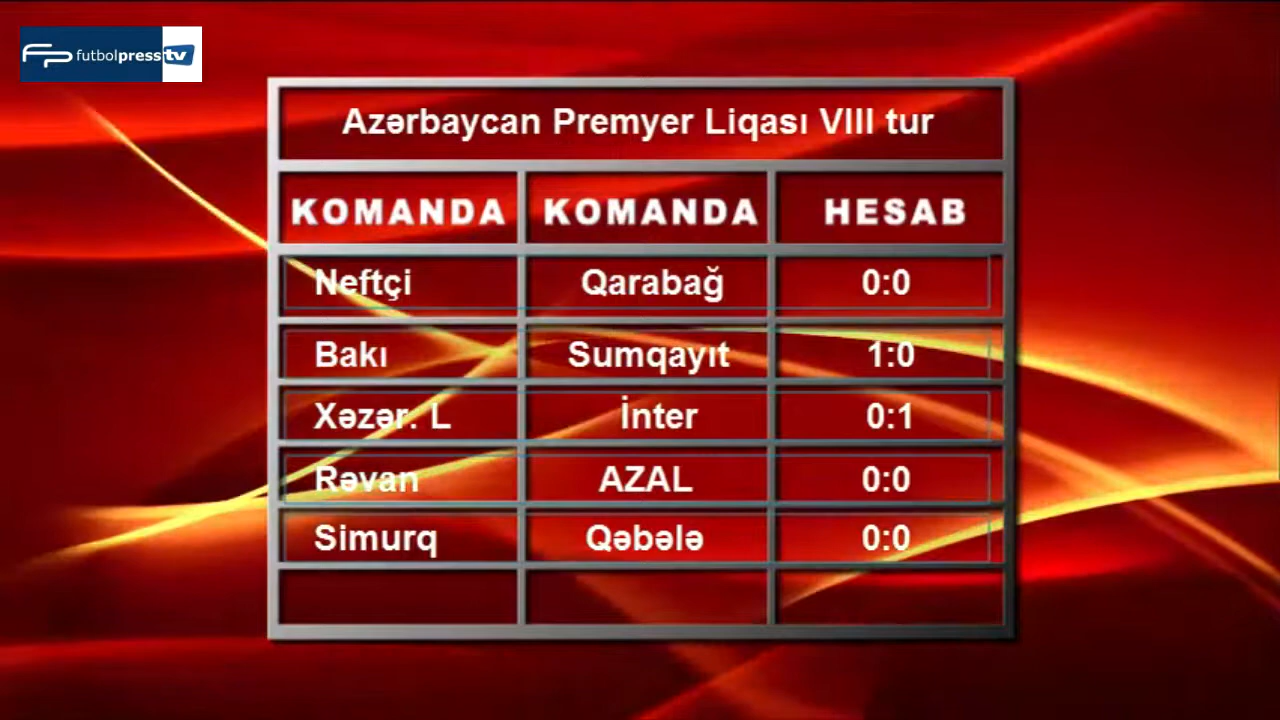 futbolpress tv
Azərbaycan Premyer Liqası VIII tur
KOMANDA KOMANDA HESAB
Neftçi Qarabağ 0:0
Bakı Sumqayıt 1:0
Xəzər. L İnter 0:1
Rəvan AZAL 0:0
Simurq Qəbələ 0:0